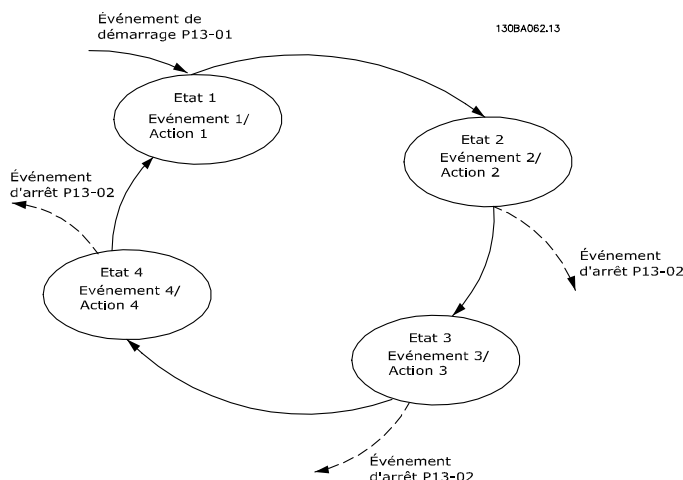 Événement de
démarrage P13-01
130BA062.13
Etat 1
Evénement 1/
Action 1
Etat 2
Evénement 2/
Action 2
Événement
d'arrêt P13-02
Événement
d'arrêt P13-02
Etat 4
Evénement 4/
Action 4
Etat 3
Evénement 3/
Action 3
Événement
d'arrêt P13-02